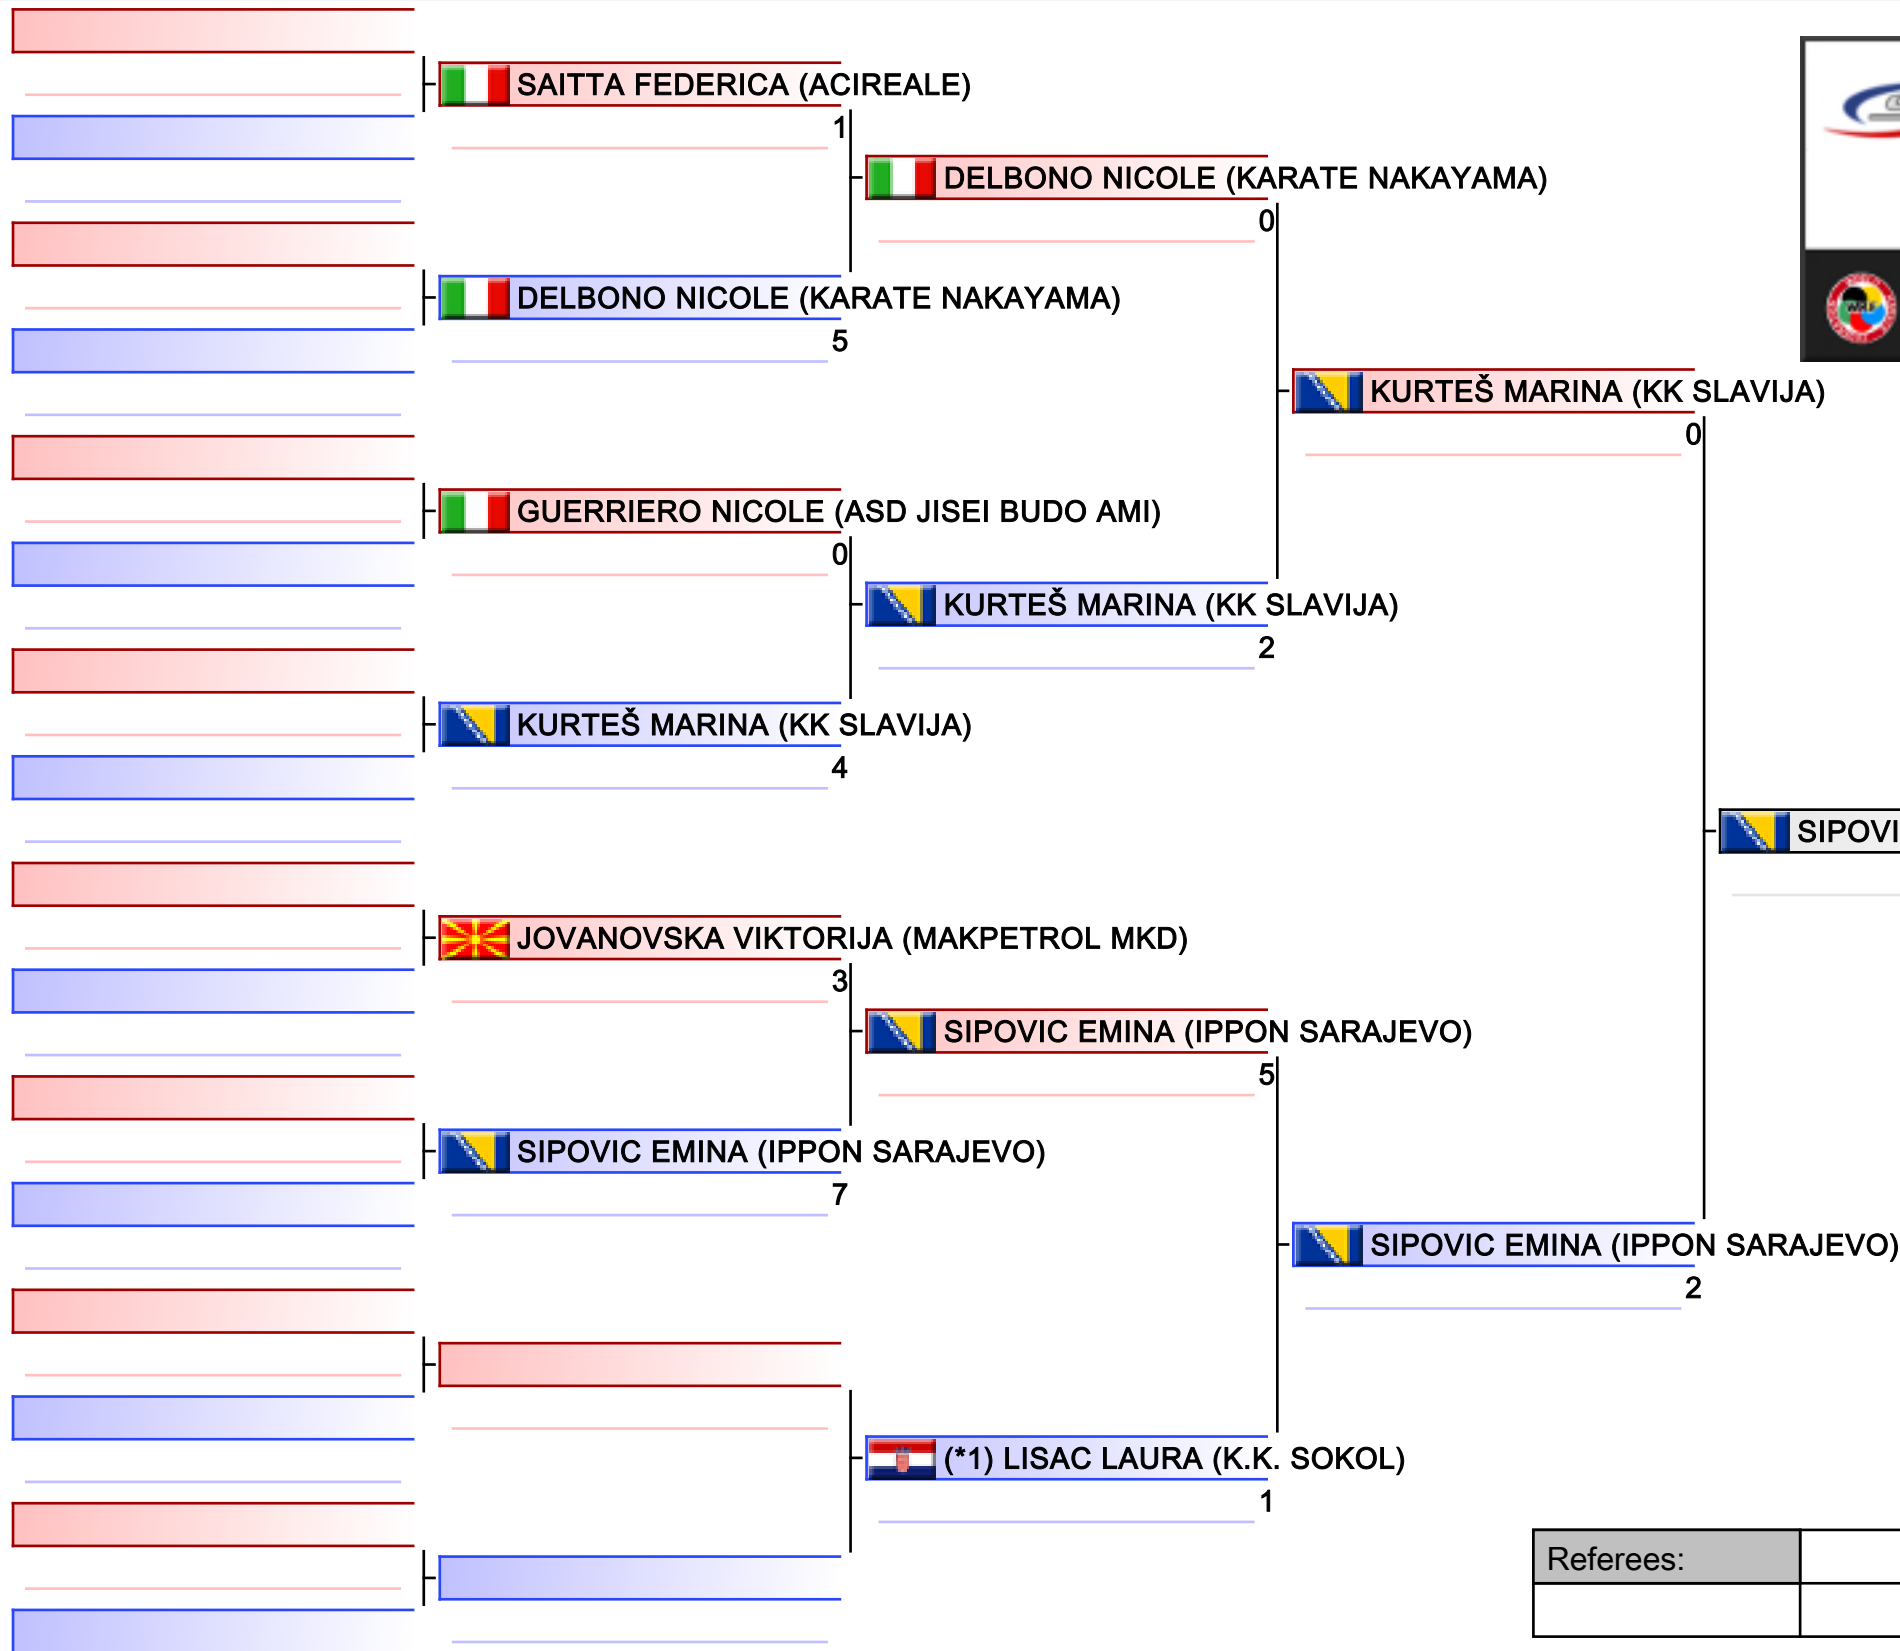 SAITTA FEDERICA (ACIREALE)
1
DELBONO NICOLE (KARATE NAKAYAMA)
0
DELBONO NICOLE (KARATE NAKAYAMA)
5
KURTEŠ MARINA (KK SLAVIJA)
0
GUERRIERO NICOLE (ASD JISEI BUDO AMI)
0
KURTEŠ MARINA (KK SLAVIJA)
2
KURTEŠ MARINA (KK SLAVIJA)
4
SIPOVI
JOVANOVSKA VIKTORIJA (MAKPETROL MKD)
3
SIPOVIC EMINA (IPPON SARAJEVO)
5
SIPOVIC EMINA (IPPON SARAJEVO)
7
SIPOVIC EMINA (IPPON SARAJEVO)
2
(*1) LISAC LAURA (K.K. SOKOL)
1
Referees: